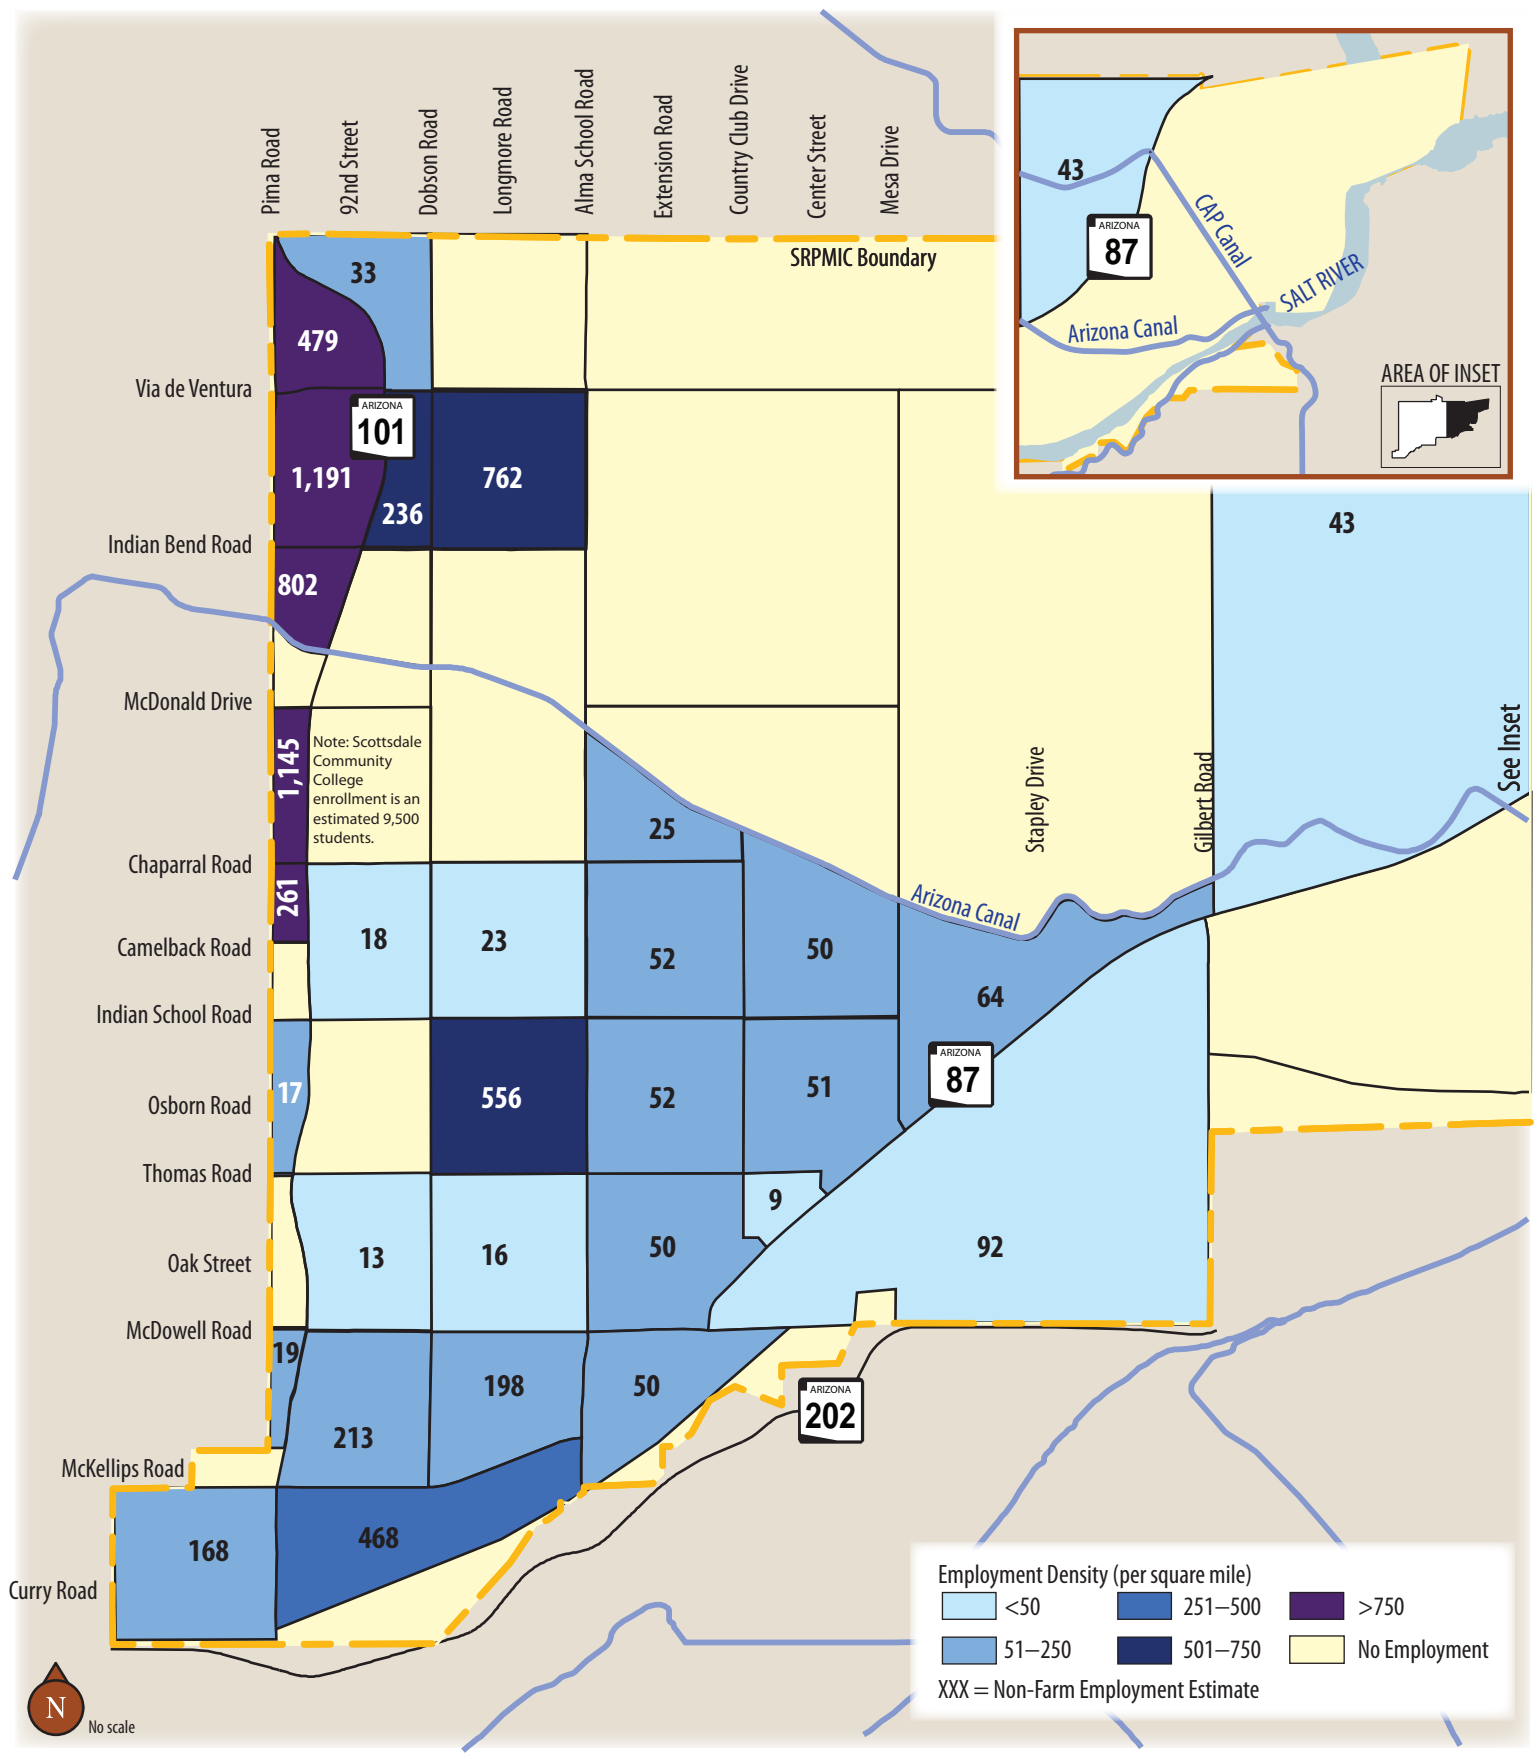 Pima Road
92nd Street
Dobson Road
Longmore Road
Alma School Road
Extension Road
Country Club Drive
Center Street
Mesa Drive
43
ARIZONA
87
CAP Canal
SALT RIVER
Arizona Canal
AREA OF INSET
SRPMIC Boundary
33
479
Via de Ventura
ARIZONA
101
1,191
236
762
43
Indian Bend Road
802
McDonald Drive
1,145
Note: Scottsdale
Community
College
enrollment is an
estimated 9,500
students.
See Inset
Stapley Drive
Gilbert Road
25
Chaparral Road
261
Arizona Canal
18
23
52
50
Camelback Road
64
Indian School Road
ARIZONA
87
17
556
52
51
Osborn Road
Thomas Road
9
13
16
50
92
Oak Street
McDowell Road
19
198
50
ARIZONA
202
213
McKellips Road
168
468
Curry Road
Employment Density (per square mile)
<50
251–500
>750
51–250
501–750
No Employment
XXX = Non-Farm Employment Estimate
N
No scale